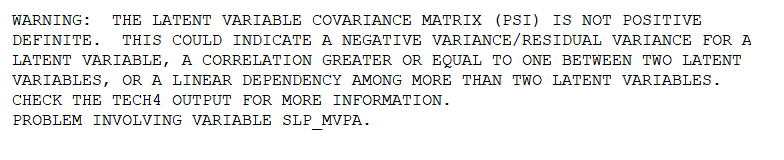 WARNING:  THE LATENT VARIABLE COVARIANCE MATRIX (PSI) IS NOT POSITIVE
DEFINITE.  THIS COULD INDICATE A NEGATIVE VARIANCE/RESIDUAL VARIANCE FOR A
LATENT VARIABLE, A CORRELATION GREATER OR EQUAL TO ONE BETWEEN TWO LATENT
VARIABLES, OR A LINEAR DEPENDENCY AMONG MORE THAN TWO LATENT VARIABLES.
CHECK THE TECH4 OUTPUT FOR MORE INFORMATION.
PROBLEM INVOLVING VARIABLE SLP_MVPA.